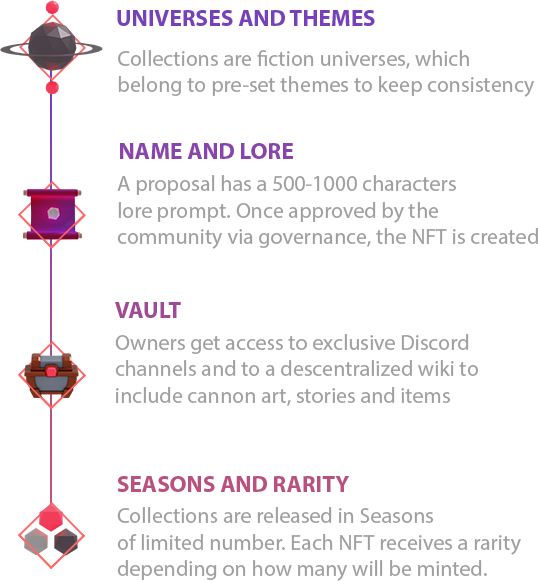 UNIVERSES AND THEMES
Collections are fiction universes, which
belong to pre-set themes to keep consistency
NAME AND LORE
A proposal has a 500-1000 characters
lore prompt. Once approved by the
community via governance, the NFT is created
VAULT
Owners get access to exclusive Discord
channels and to a descentralized wiki to
include cannon art, stories and items
SEASONS AND RARITY
Collections are released in Seasons
of limited number. Each NFT receives a rarity
depending on how many will be minted.